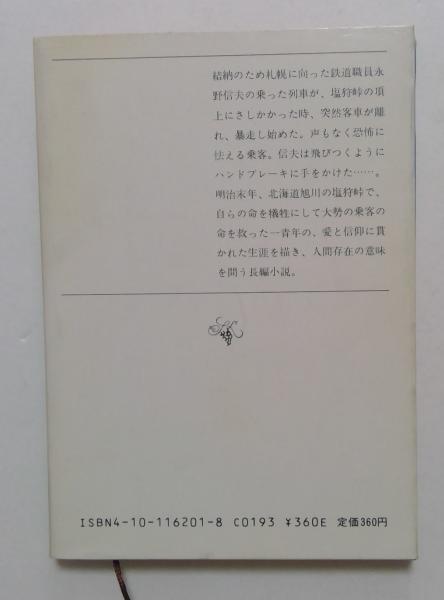 結納のため札幌に向った鉄道職員永
野信夫の乗った列車が、塩狩峠の頂
上にさしかかった時、突然客車が離
れ、暴走し始めた。声もなく恐怖に
怯える乗客。信夫は飛びつくように
ハンドブレーキに手をかけた……。
明治末年、北海道旭川の塩狩峠で、
自らの命を犠牲にして大勢の乗客の
命を救った一青年の、愛と信仰に貫
かれた生涯を描き、人間存在の意味
を問う長編小説。
ISBN4-10-116201-8 C0193 ¥360E 定価360円